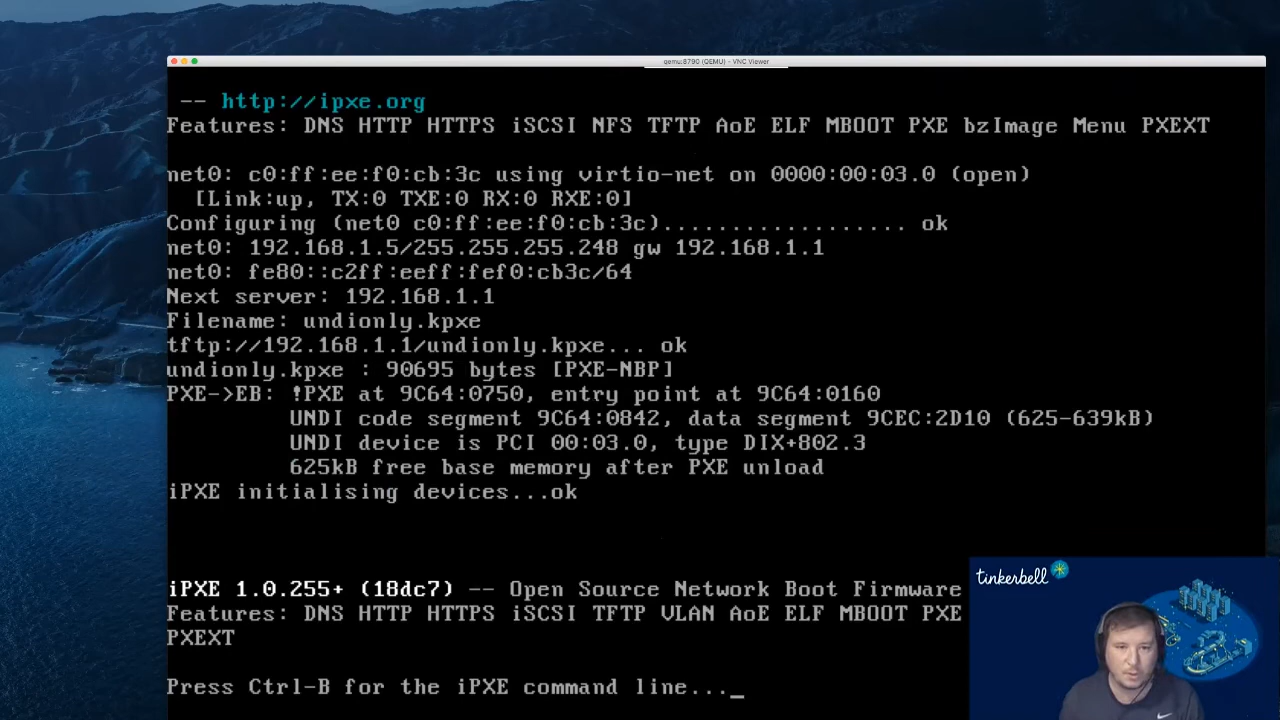 qemu:8790 (QEMU) - VNC Viewer
-- http://ipxe.org
Features: DNS HTTP HTTPS iSCSI NFS TFTP AoE ELF MBOOT PXE bzImage Menu PXEXT
net0: c0:ff:ee:f0:cb:3c using virtio-net on 0000:00:03.0 (open)
[Link:up, TX:0 TXE:0 RX:0 RXE:0]
Configuring (net0 c0:ff:ee:f0:cb:3c).................. ok
net0: 192.168.1.5/255.255.255.248 gw 192.168.1.1
net0: fe80::c2ff:eeff:fef0:cb3c/64
Next server: 192.168.1.1
Filename: undionly.kpxe
tftp://192.168.1.1/undionly.kpxe... ok
undionly.kpxe : 90695 bytes [PXE-NBP]
PXE->EB: !PXE at 9C64:0750, entry point at 9C64:0160
UNDI code segment 9C64:0842, data segment 9CEC:2D10 (625-639kB)
UNDI device is PCI 00:03.0, type DIX+802.3
625kB free base memory after PXE unload
iPXE initialising devices...ok
iPXE 1.0.255+ (18dc7) -- Open Source Network Boot Firmware
Features: DNS HTTP HTTPS iSCSI TFTP VLAN AoE ELF MBOOT PXE
PXEXT
Press Ctrl-B for the iPXE command line..._
tinkerbell